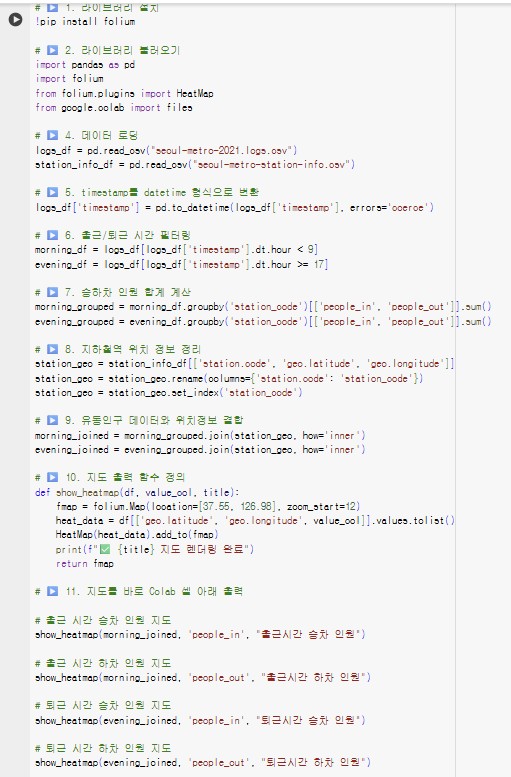 # ▶ 1. 라이브러리 설치
!pip install folium
# ▶ 2. 라이브러리 불러오기
import pandas as pd
import folium
from folium.plugins import HeatMap
from google.colab import files
# ▶ 4. 데이터 로딩
logs_df = pd.read_csv("seoul-metro-2021.logs.csv")
station_info_df = pd.read_csv("seoul-metro-station-info.csv")
# ▶ 5. timestamp를 datetime 형식으로 변환
logs_df['timestamp'] = pd.to_datetime(logs_df['timestamp'], errors='coerce')
# ▶ 6. 출근/퇴근 시간 필터링
morning_df = logs_df[logs_df['timestamp'].dt.hour < 9]
evening_df = logs_df[logs_df['timestamp'].dt.hour >= 17]
# ▶ 7. 승하차 인원 합계 계산
morning_grouped = morning_df.groupby('station_code')[['people_in', 'people_out']].sum()
evening_grouped = evening_df.groupby('station_code')[['people_in', 'people_out']].sum()
# ▶ 8. 지하철역 위치 정보 정리
station_geo = station_info_df[['station.code', 'geo.latitude', 'geo.longitude']]
station_geo = station_geo.rename(columns={'station.code': 'station_code'})
station_geo = station_geo.set_index('station_code')
# ▶ 9. 유동인구 데이터와 위치정보 결합
morning_joined = morning_grouped.join(station_geo, how='inner')
evening_joined = evening_grouped.join(station_geo, how='inner')
# ▶ 10. 지도 출력 함수 정의
def show_heatmap(df, value_col, title):
    fmap = folium.Map(location=[37.55, 126.98], zoom_start=12)
    heat_data = df[['geo.latitude', 'geo.longitude', value_col]].values.tolist()
    HeatMap(heat_data).add_to(fmap)
    print(f"✅ {title} 지도 렌더링 완료")
    return fmap
# ▶ 11. 지도를 바로 Colab 셀 아래 출력
# 출근 시간 승차 인원 지도
show_heatmap(morning_joined, 'people_in', "출근시간 승차 인원")
# 출근 시간 하차 인원 지도
show_heatmap(morning_joined, 'people_out', "출근시간 하차 인원")
# 퇴근 시간 승차 인원 지도
show_heatmap(evening_joined, 'people_in', "퇴근시간 승차 인원")
# 퇴근 시간 하차 인원 지도
show_heatmap(evening_joined, 'people_out', "퇴근시간 하차 인원")